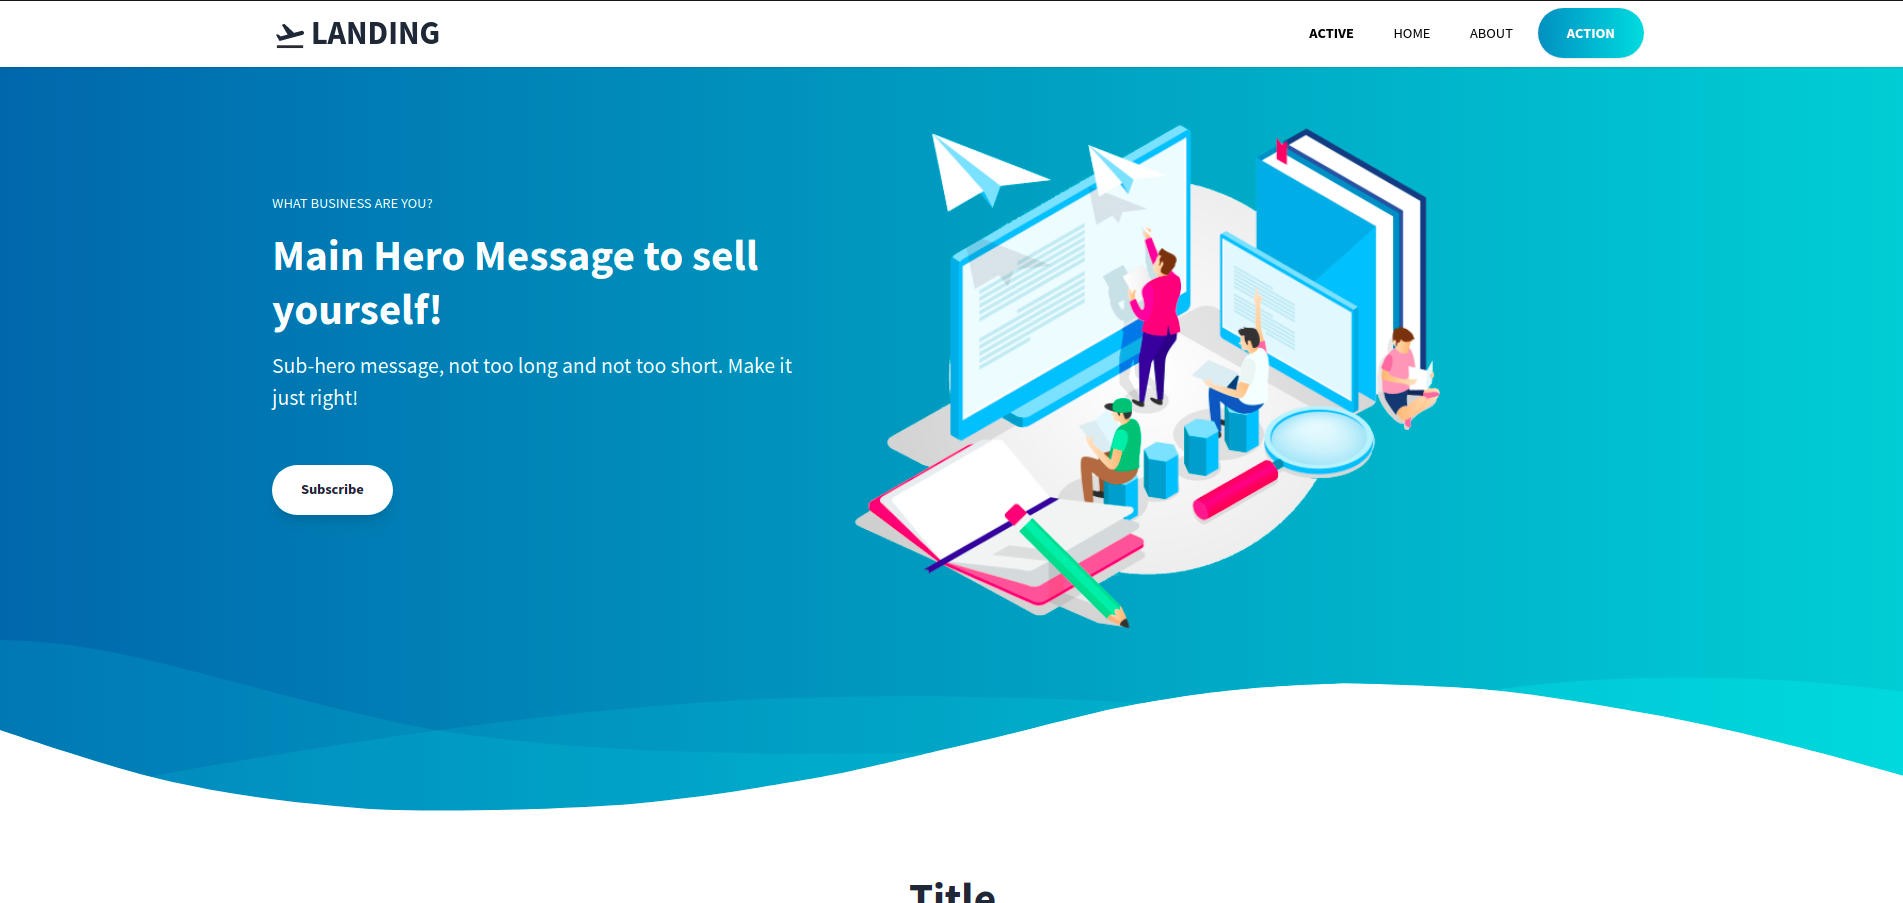 LANDING
ACTIVE
HOME
ABOUT
ACTION
WHAT BUSINESS ARE YOU?
Main Hero Message to sell
yourself!
Sub-hero message, not too long and not too short. Make it
just right!
Subscribe
Title